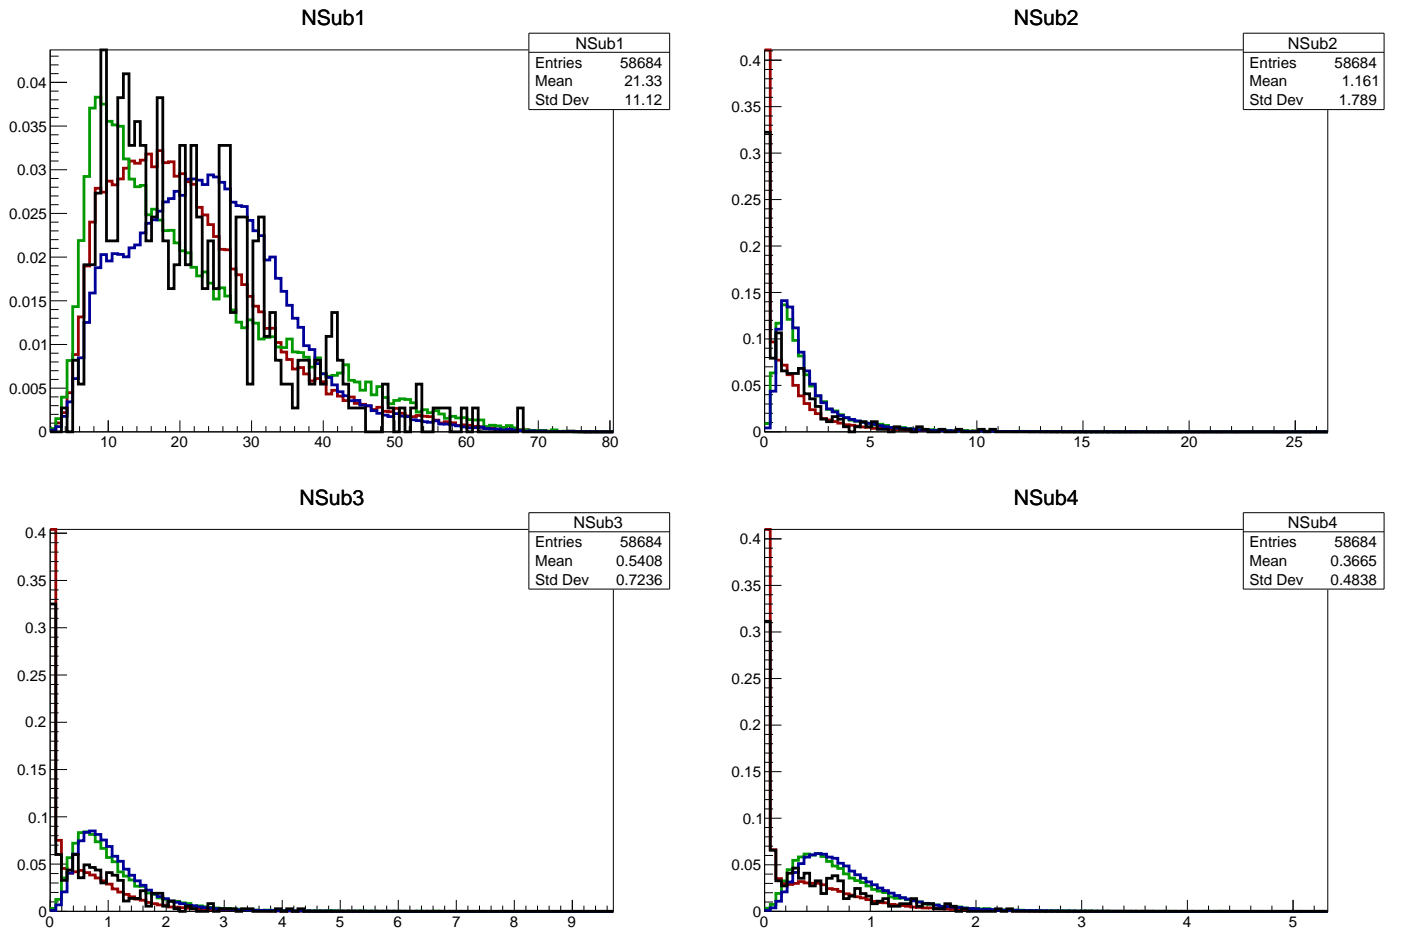 NSub1
NSub1
Entries 58684
Mean 21.33
Std Dev 11.12
0.04
0.035
0.03
0.025
0.02
0.015
0.01
0.005
0
10 20 30 40 50 60 70 80
NSub2
NSub2
Entries 58684
Mean 1.161
Std Dev 1.789
0.4
0.35
0.3
0.25
0.2
0.15
0.1
0.05
0
0 5 10 15 20 25
NSub3
NSub3
Entries 58684
Mean 0.5408
Std Dev 0.7236
0.4
0.35
0.3
0.25
0.2
0.15
0.1
0.05
0
0 1 2 3 4 5 6 7 8 9
NSub4
NSub4
Entries 58684
Mean 0.3665
Std Dev 0.4838
0.4
0.35
0.3
0.25
0.2
0.15
0.1
0.05
0
0 1 2 3 4 5